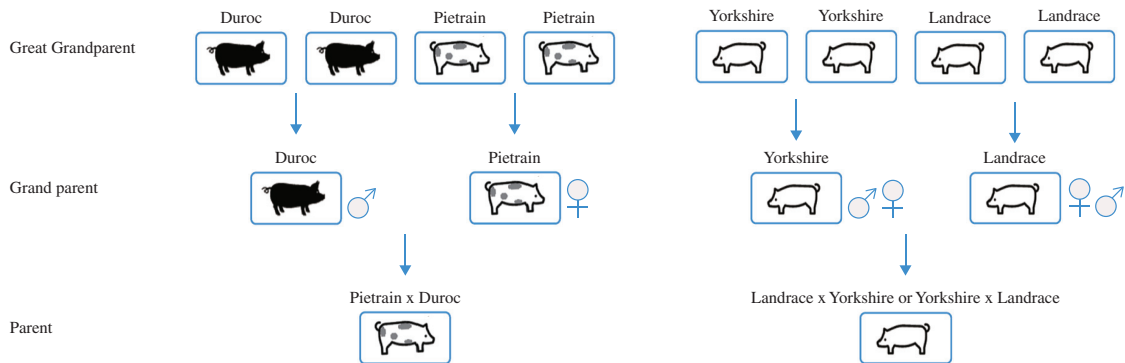 Duroc Duroc Pietrain Pietrain Yorkshire Yorkshire Landrace Landrace
Great Grandparent
Duroc Pietrain Yorkshire Landrace
Grand parent
Pietrain x Duroc Landrace x Yorkshire or Yorkshire x Landrace
Parent